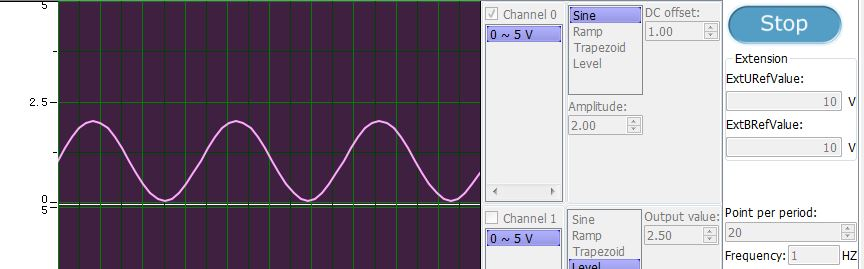 5
2.5
0
5
Channel 0
0 ~ 5 V
Sine
Ramp
Trapezoid
Level
DC offset:
1.00
Amplitude:
2.00
Stop
Extension
ExtURefValue:
10 V
ExtBRefValue:
10 V
Channel 1
0 ~ 5 V
Sine
Ramp
Trapezoid
Level
Output value:
2.50
Point per period:
20
Frequency: 1 HZ